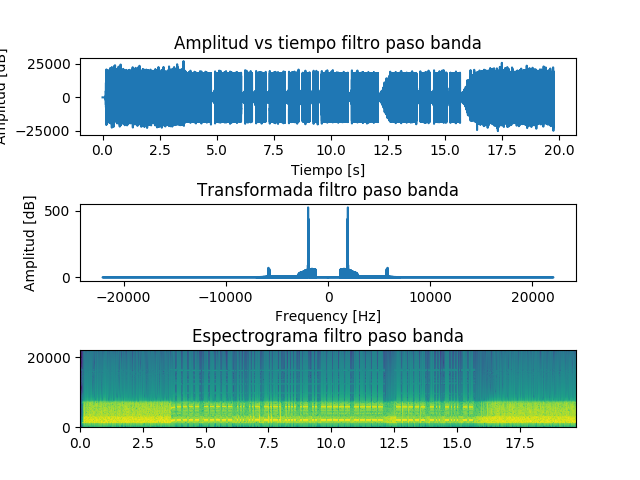 Amplitud vs tiempo filtro paso banda
Amplitud [dB]
25000
0
−25000
0.0 2.5 5.0 7.5 10.0 12.5 15.0 17.5 20.0
Tiempo [s]
Transformada filtro paso banda
Amplitud [dB]
500
0
−20000 −10000 0 10000 20000
Frequency [Hz]
Espectrograma filtro paso banda
20000
0
0.0 2.5 5.0 7.5 10.0 12.5 15.0 17.5